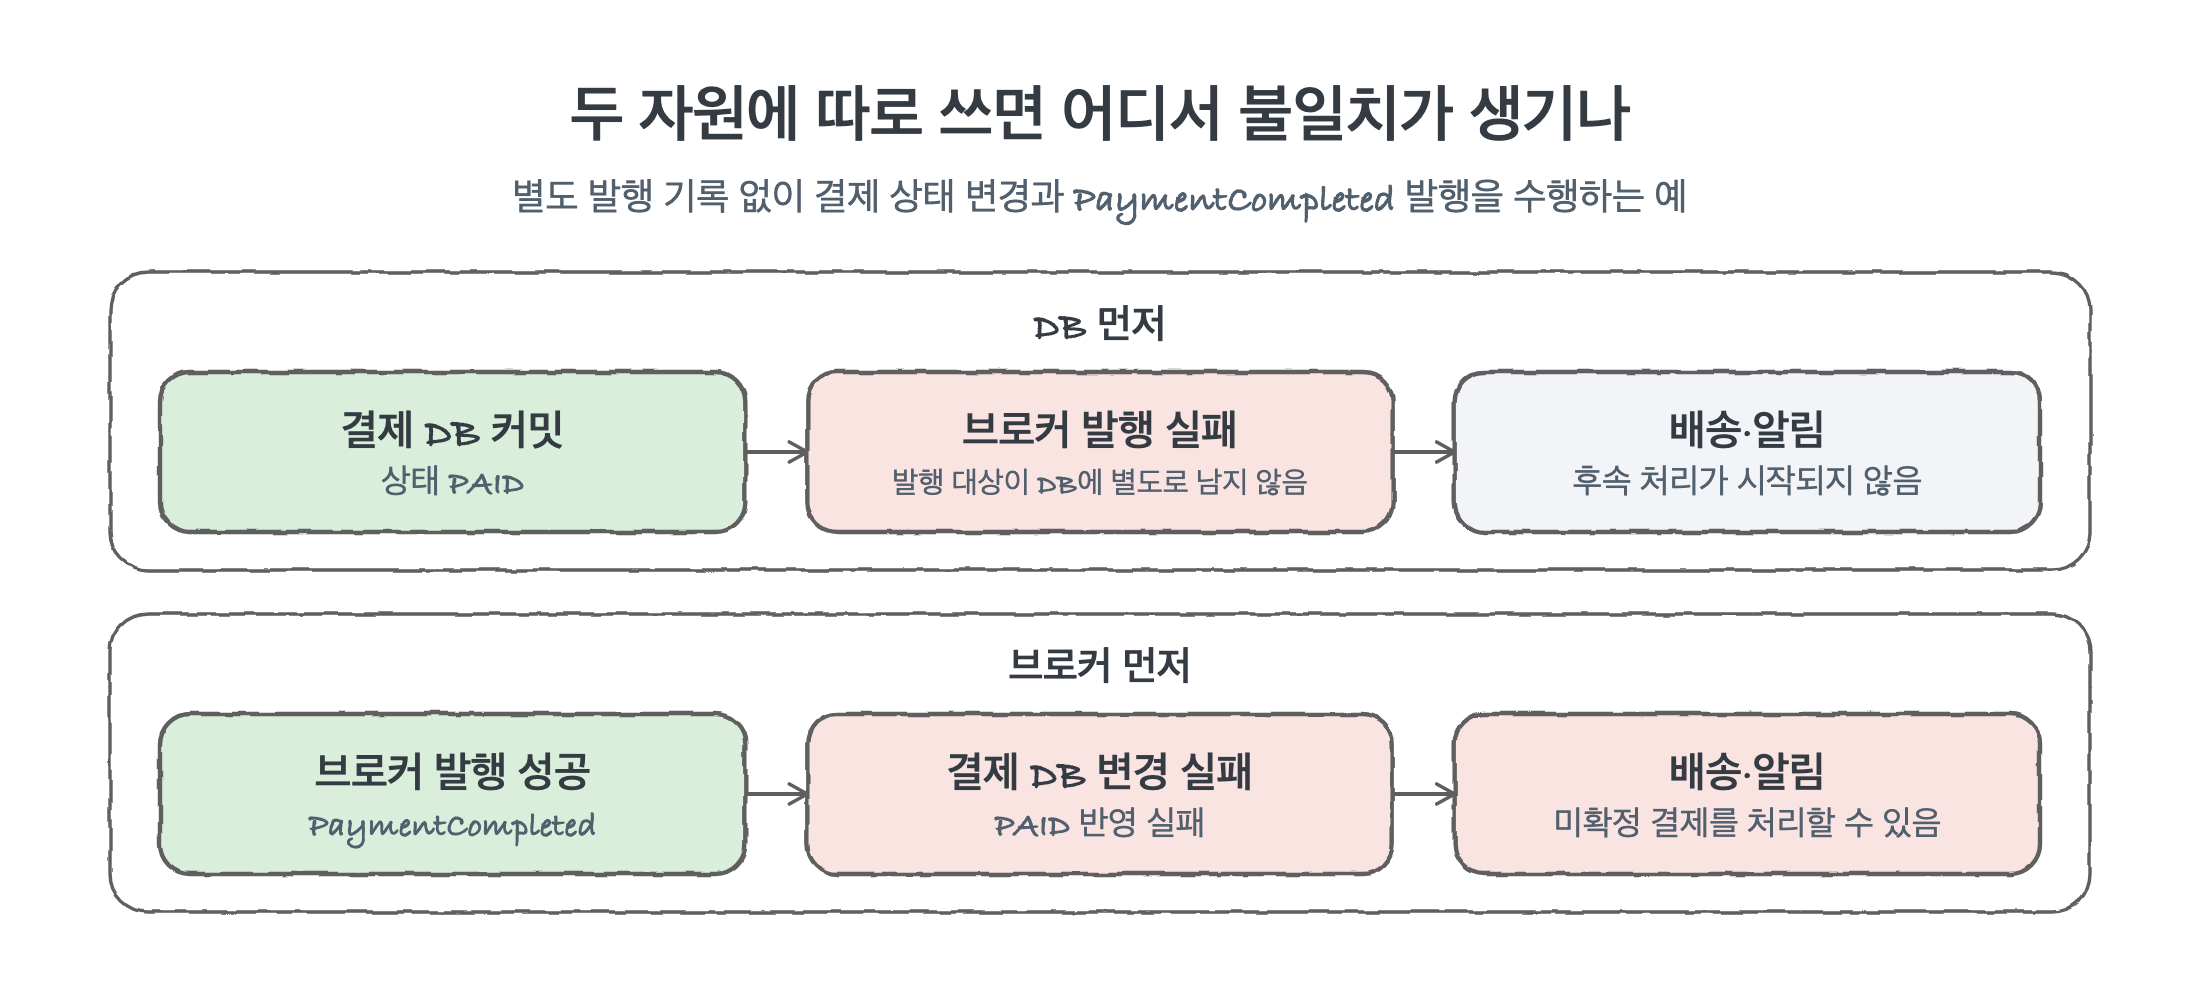 두 자원에 따로 쓰면 어디서 불일치가 생기나
별도 발행 기록 없이 결제 상태 변경과 PaymentCompleted 발행을 수행하는 예
DB 먼저
결제 DB 커밋
상태 PAID
브로커 발행 실패
발행 대상이 DB에 별도로 남지 않음
배송·알림
후속 처리가 시작되지 않음
브로커 먼저
브로커 발행 성공
PaymentCompleted
결제 DB 변경 실패
PAID 반영 실패
배송·알림
미확정 결제를 처리할 수 있음